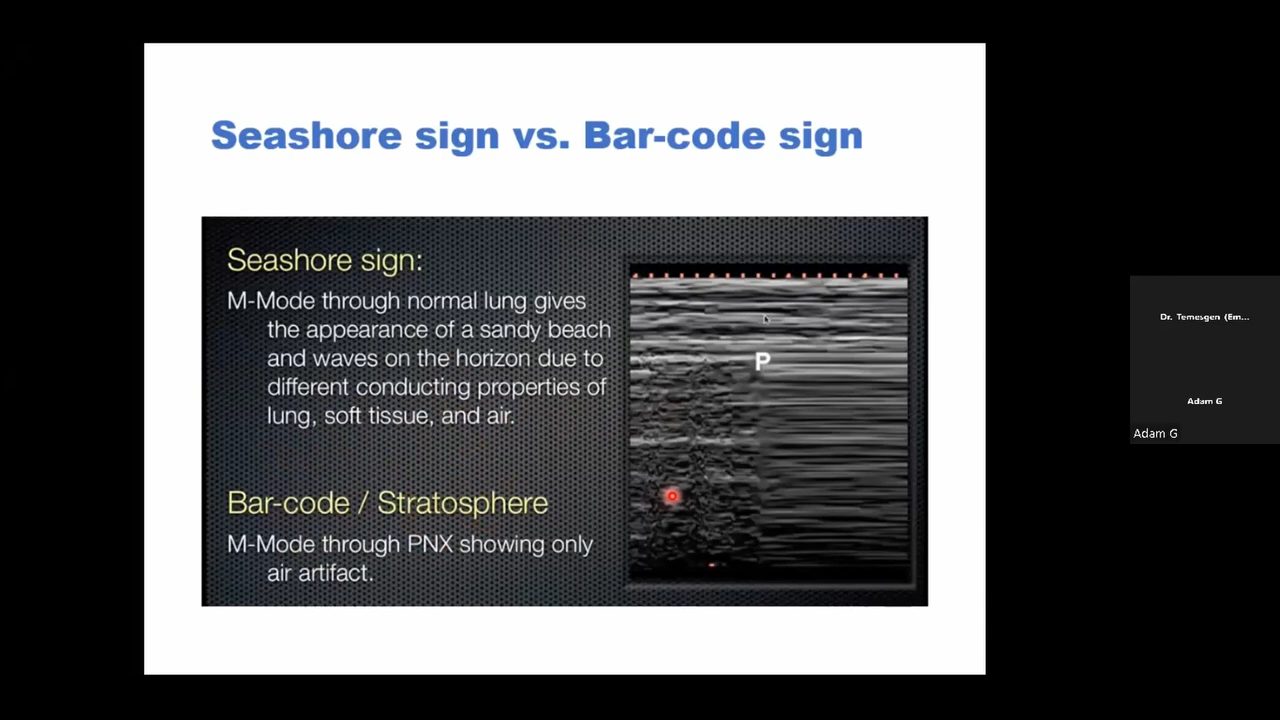 Seashore sign vs. Bar-code sign
Seashore sign:
M-Mode through normal lung gives
the appearance of a sandy beach
and waves on the horizon due to
different conducting properties of
lung, soft tissue, and air.
P
Bar-code / Stratosphere
M-Mode through PNX showing only
air artifact.
Dr. Temesgen (Em...
Adam G
Adam G